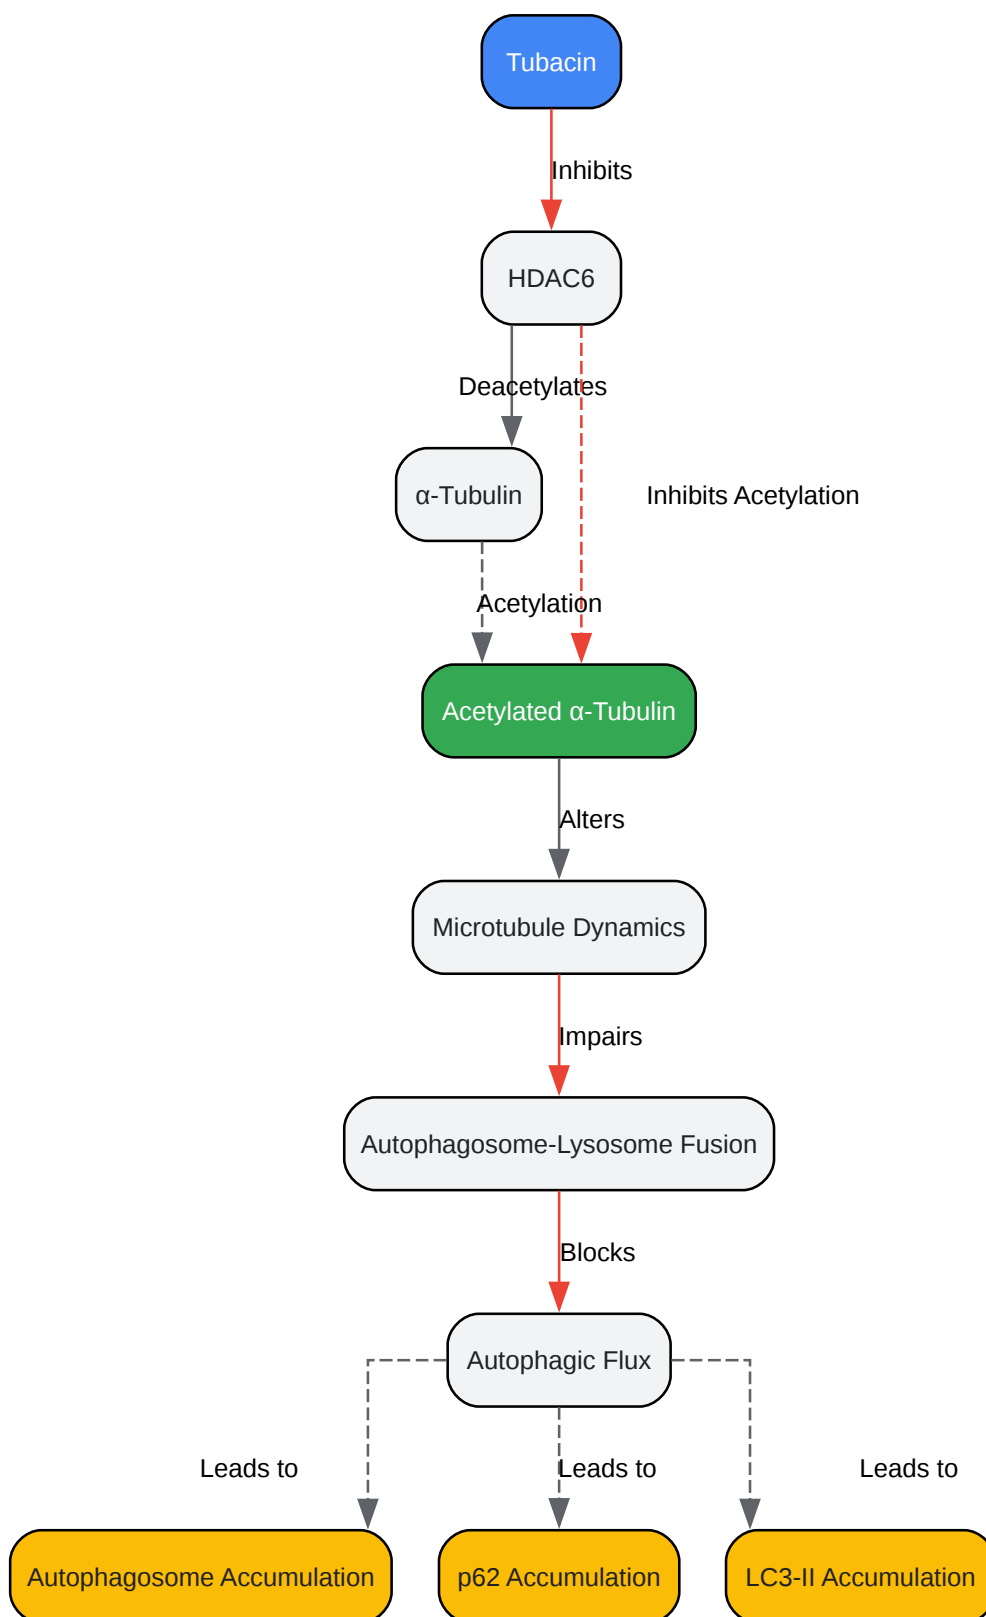 Tubacin
Inhibits
HDAC6
Deacetylates
α-Tubulin
Inhibits Acetylation
Acetylation
Acetylated α-Tubulin
Alters
Microtubule Dynamics
Impairs
Autophagosome-Lysosome Fusion
Blocks
Autophagic Flux
Leads to
Leads to
Leads to
Autophagosome Accumulation
p62 Accumulation
LC3-II Accumulation